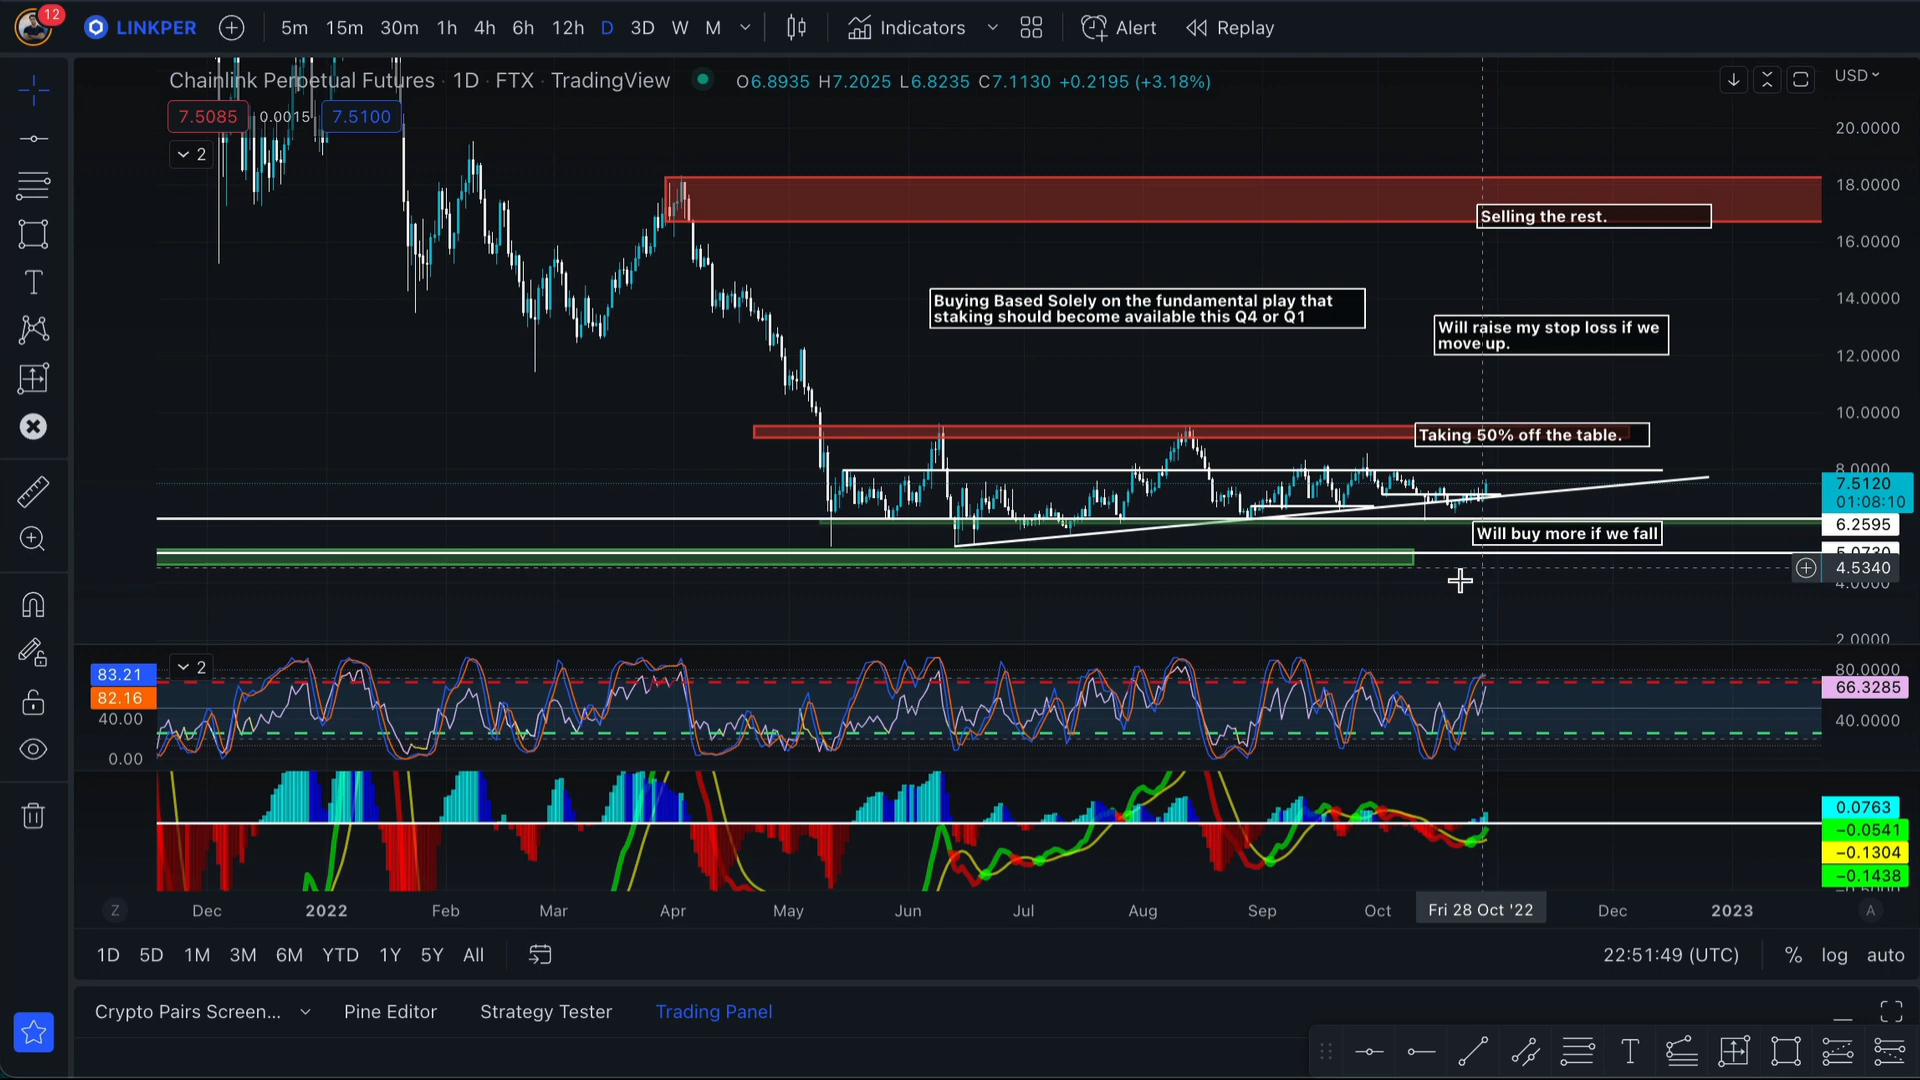 12
LINKPER
5m 15m 30m 1h 4h 6h 12h D 3D W M
Indicators
Alert
Replay
Chainlink Perpetual Futures · 1D · FTX · TradingView
O6.8935 H7.2025 L6.8235 C7.1130 +0.2195 (+3.18%)
USD
7.5085 0.0015 7.5100
2
20.0000
18.0000
Selling the rest.
16.0000
14.0000
Buying Based Solely on the fundamental play that
staking should become available this Q4 or Q1
Will raise my stop loss if we
move up.
12.0000
10.0000
Taking 50% off the table.
8.0000
7.5120
01:08:10
6.2595
Will buy more if we fall
5.0730
4.5340
4.0000
2.0000
2
83.21
82.16
40.00
0.00
80.0000
66.3285
40.0000
0.0763
−0.0541
−0.1304
−0.1438
Z
Dec 2022 Feb Mar Apr May Jun Jul Aug Sep Oct Fri 28 Oct '22 Dec 2023
A
1D 5D 1M 3M 6M YTD 1Y 5Y All
22:51:49 (UTC)
% log auto
Crypto Pairs Screen... Pine Editor Strategy Tester Trading Panel